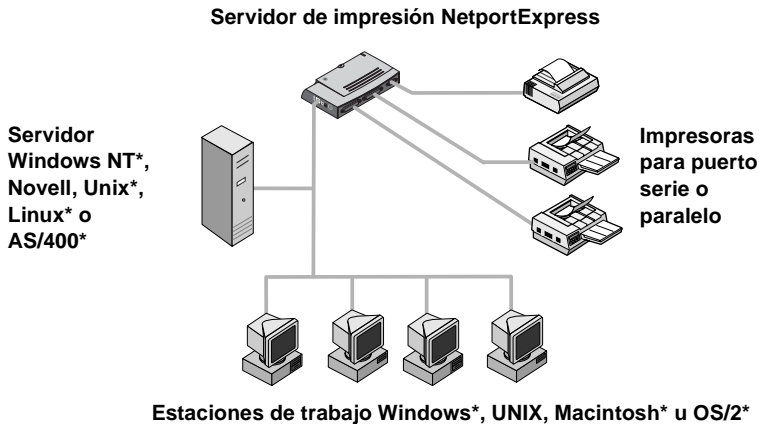 Servidor de impresión NetportExpress
Servidor
Windows NT*,
Novell, Unix*,
Linux* o
AS/400*
Impresoras
para puerto
serie o
paralelo
Estaciones de trabajo Windows*, UNIX, Macintosh* u OS/2*